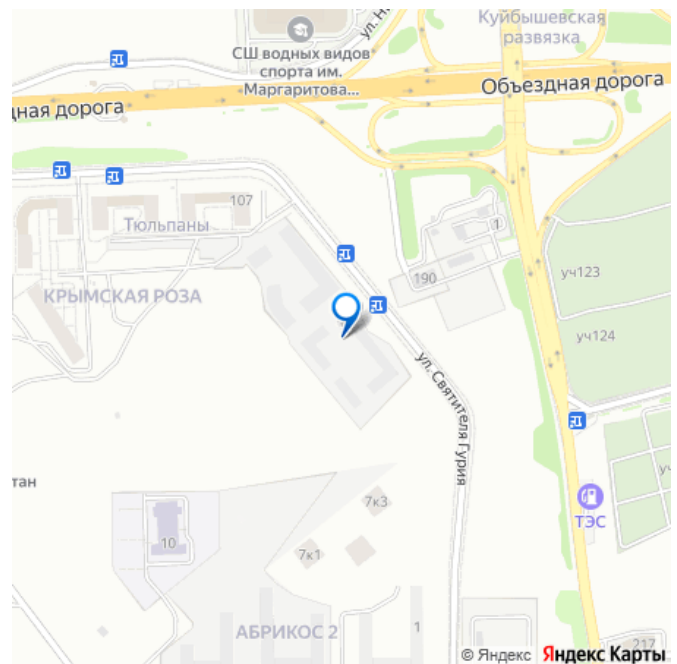 Куйбышевская
развязка
ул. Н
СШ водных видов
спорта им.
Маргаритова...
Объездная дорога
дная дорога
107
Тюльпаны
1
190
уч123
КРЫМСКАЯ РОЗА
уч124
ул. Святителя Гурия
тан
7к3
ТЭС
10
7к1
АБРИКОС 2
1
217
© Яндекс Яндекс Карты